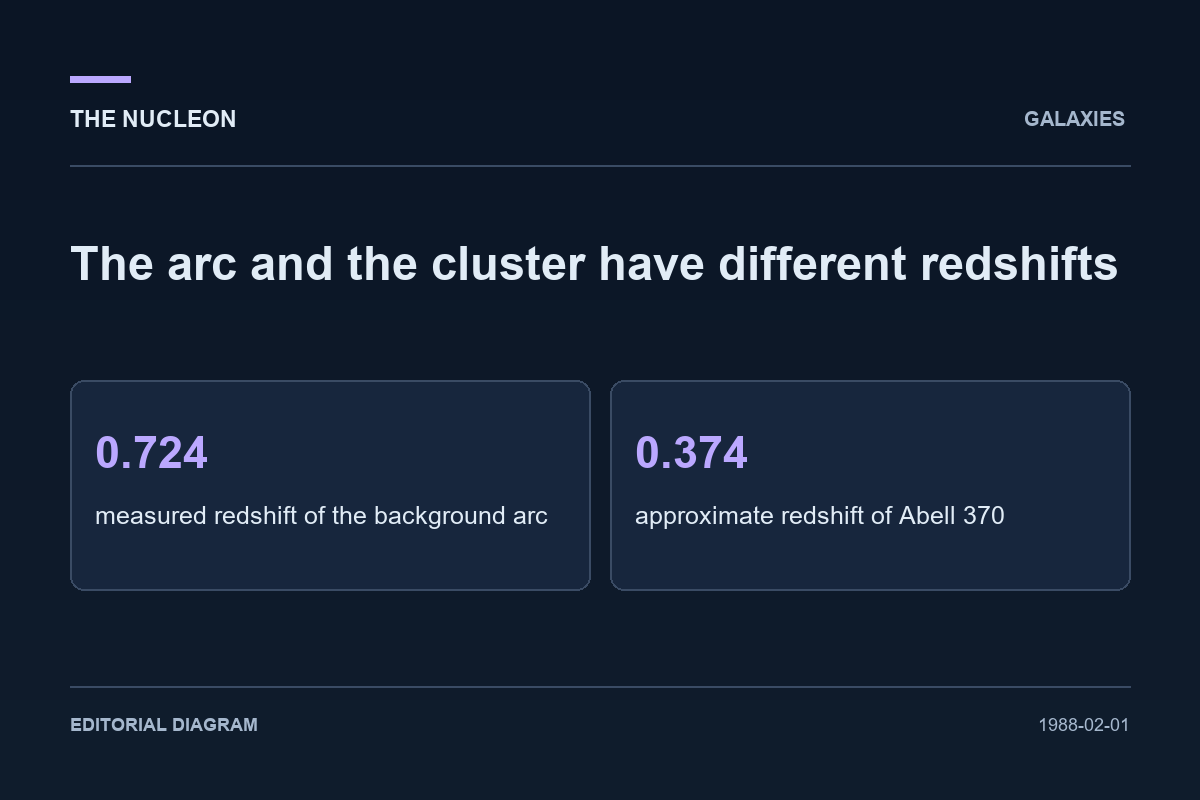 THE NUCLEON
GALAXIES
The arc and the cluster have different redshifts
0.724
measured redshift of the background arc
0.374
approximate redshift of Abell 370
EDITORIAL DIAGRAM
1988-02-01